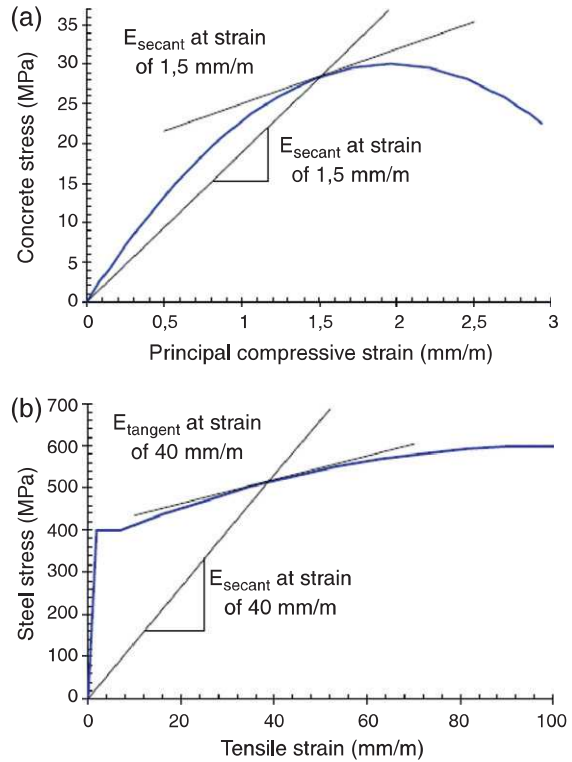 (a)
35
30
25
20
15
10
5
0
Concrete stress (MPa)
E_secant at strain
of 1,5 mm/m
E_secant at strain
of 1,5 mm/m
0 0,5 1 1,5 2 2,5 3
Principal compressive strain (mm/m)
(b)
700
600
500
400
300
200
100
0
Steel stress (MPa)
E_tangent at strain
of 40 mm/m
E_secant at strain
of 40 mm/m
0 20 40 60 80 100
Tensile strain (mm/m)